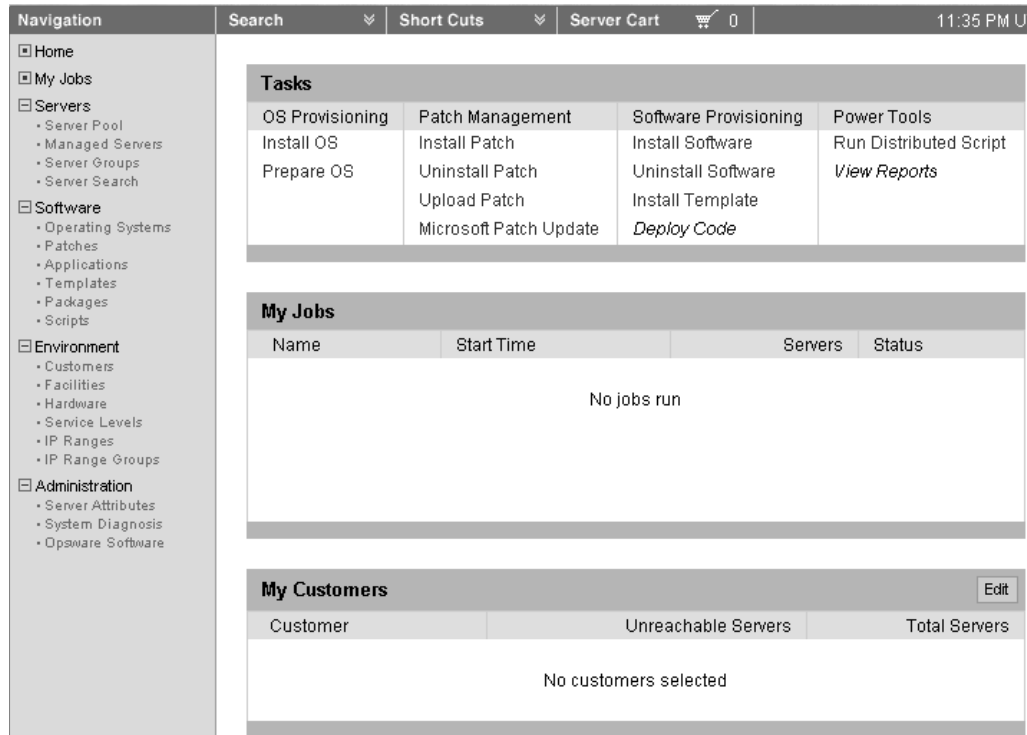 Navigation
Search Short Cuts Server Cart 0 11:35 PM U
Home
My Jobs
Servers
• Server Pool
• Managed Servers
• Server Groups
• Server Search
Software
• Operating Systems
• Patches
• Applications
• Templates
• Packages
• Scripts
Environment
• Customers
• Facilities
• Hardware
• Service Levels
• IP Ranges
• IP Range Groups
Administration
• Server Attributes
• System Diagnosis
• Opsware Software
Tasks
OS Provisioning Patch Management Software Provisioning Power Tools
Install OS Install Patch Install Software Run Distributed Script
Prepare OS Uninstall Patch Uninstall Software View Reports
Upload Patch Install Template
Microsoft Patch Update Deploy Code
My Jobs
Name Start Time Servers Status
No jobs run
My Customers Edit
Customer Unreachable Servers Total Servers
No customers selected